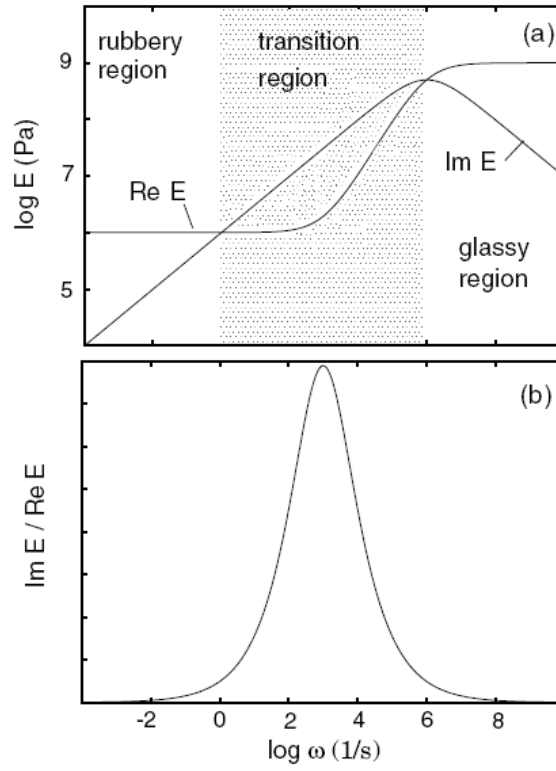 rubbery
region
transition
region
(a)
9
7
5
log E (Pa)
Re E
Im E
glassy
region
(b)
Im E / Re E
-2 0 2 4 6 8
log ω (1/s)